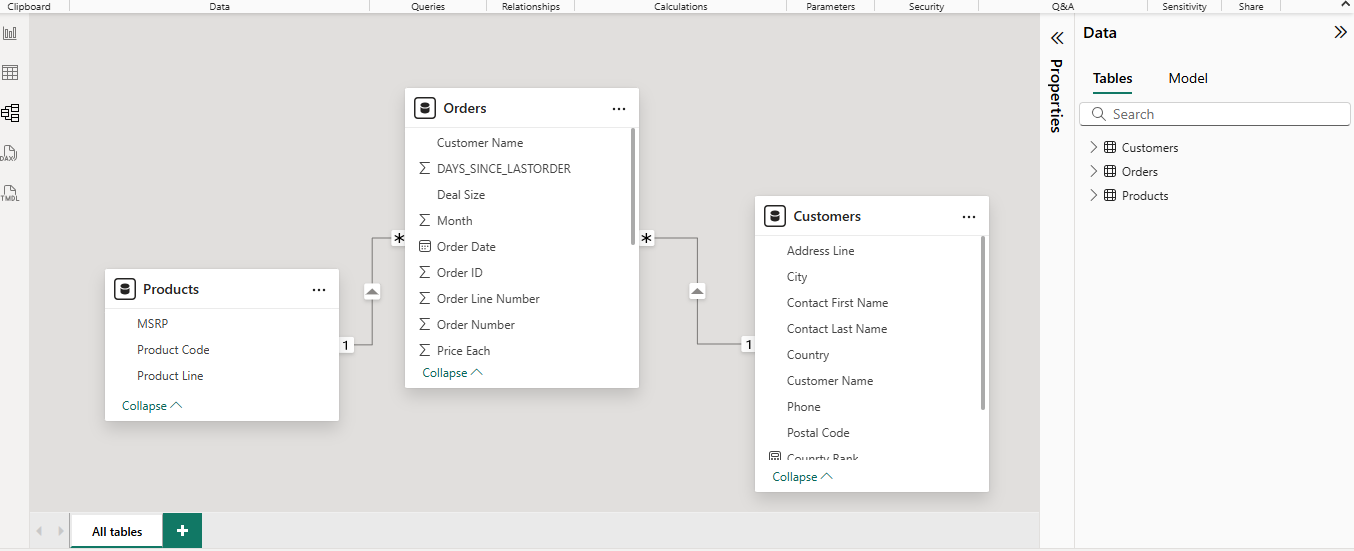 Clipboard Data Queries Relationships Calculations Parameters Security Q&A Sensitivity Share
Data
Properties
Tables Model
Search
Customers
Orders
Products
DAX
TMDL
Products
MSRP
Product Code
Product Line
Collapse
1
*
Orders
Customer Name
DAYS_SINCE_LASTORDER
Deal Size
Month
Order Date
Order ID
Order Line Number
Order Number
Price Each
Collapse
*
1
Customers
Address Line
City
Contact First Name
Contact Last Name
Country
Customer Name
Phone
Postal Code
Counrty Rank
Collapse
All tables